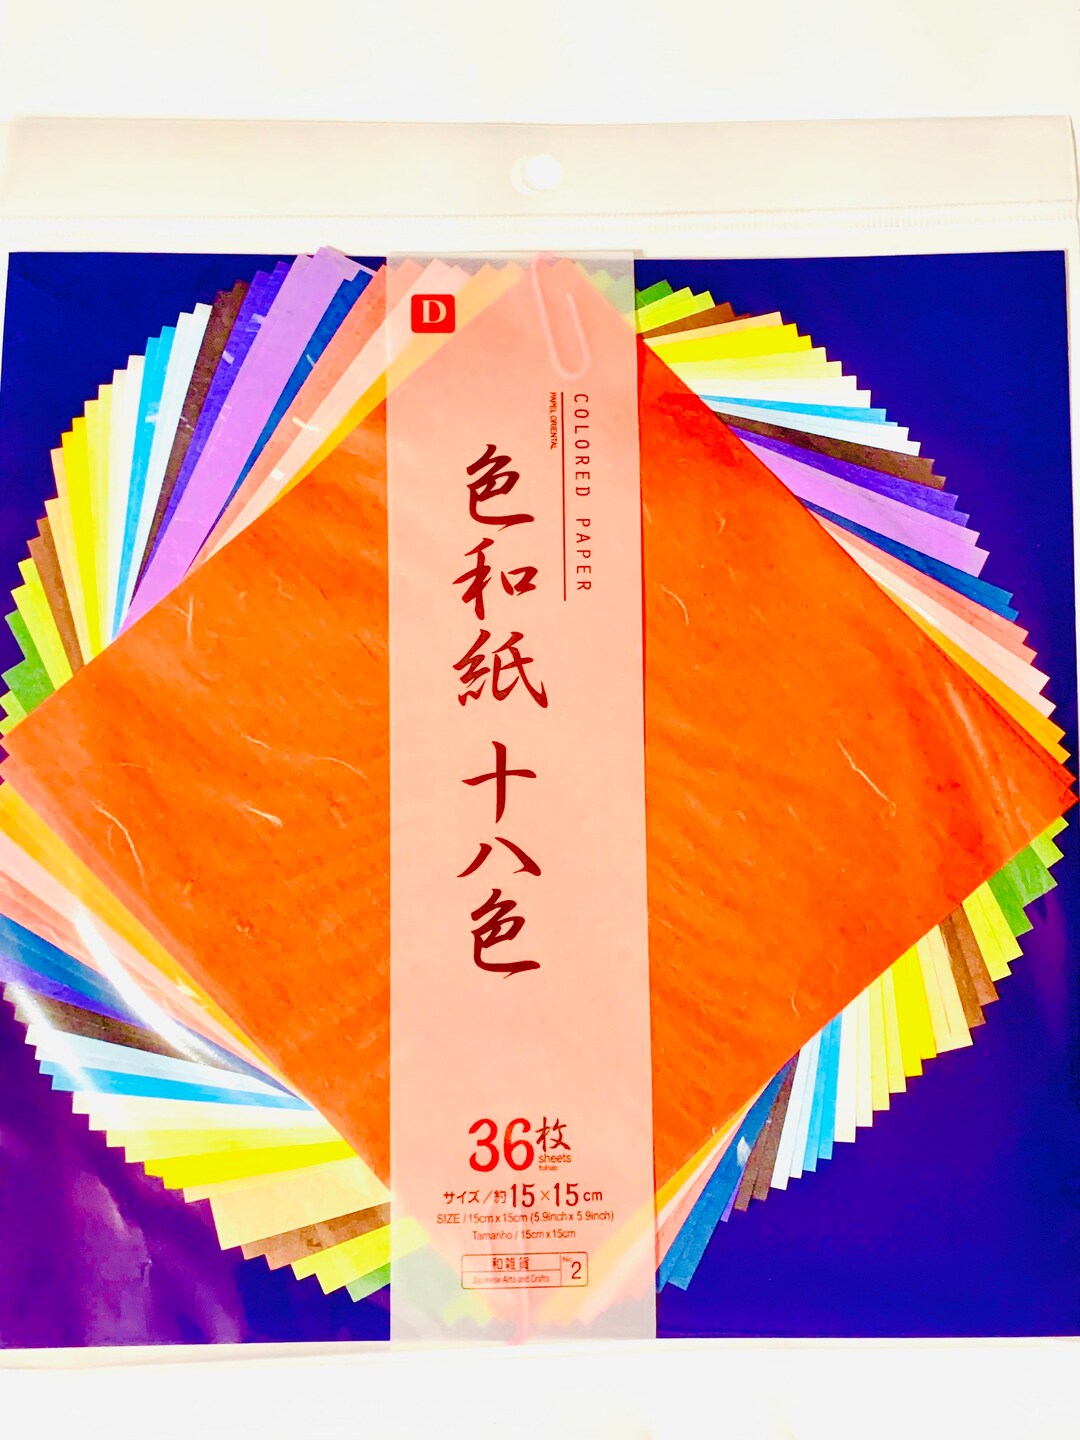 D
COLORED PAPER
PAPEL ORIENTAL
色和紙 十八色
36枚
sheets
folhas
サイズ/約15×15cm
SIZE / 15cm x 15cm (5.9inch x 5.9inch)
Tamanho / 15cm x 15cm
和雑貨
Japanese Arts and Crafts
No.
2